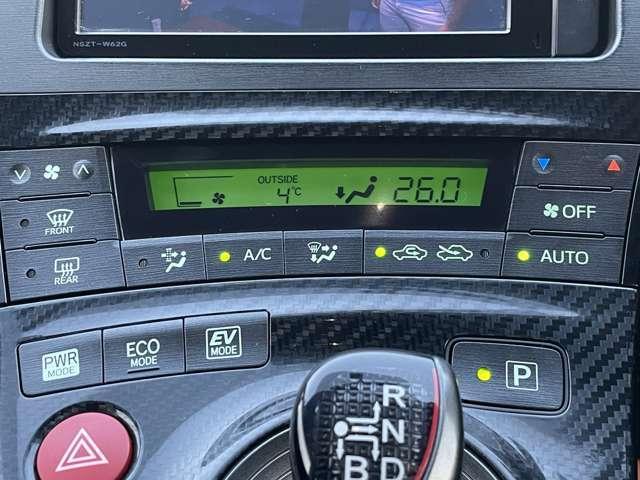 NSZT-W62G
OUTSIDE
4°C 26.0
FRONT
OFF
REAR
A/C
AUTO
PWR
MODE
ECO
MODE
EV
MODE
P
R
N
B D